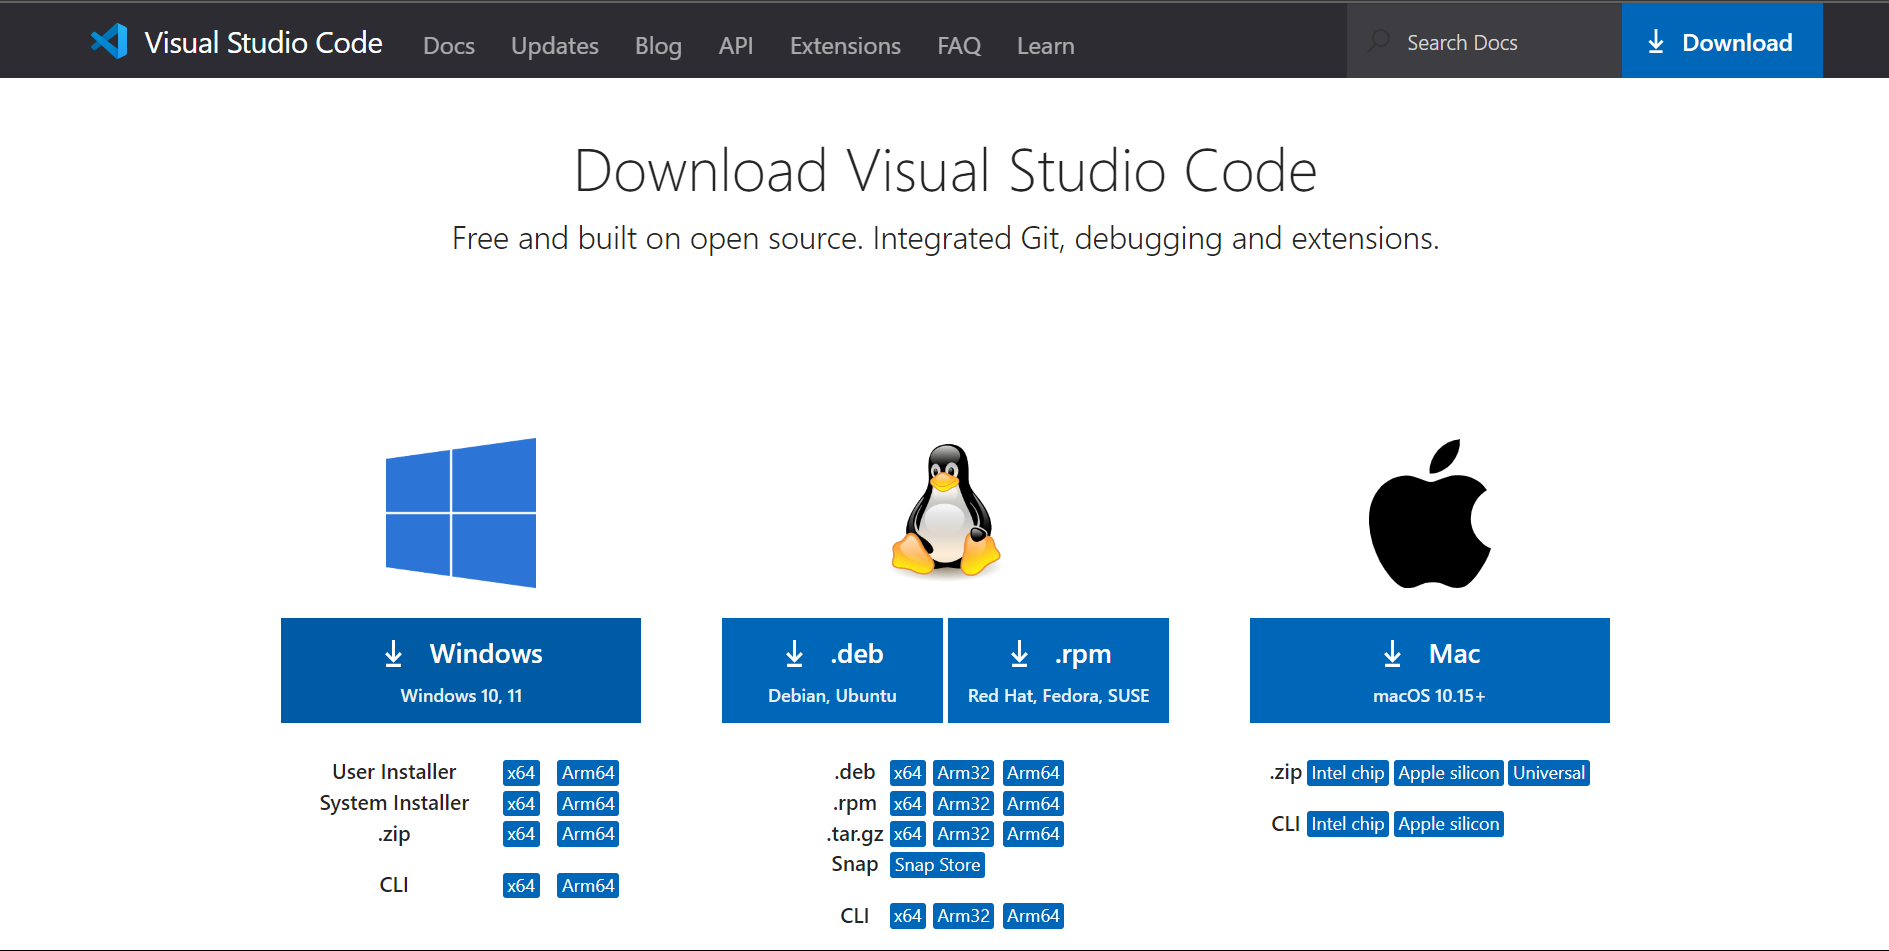 Visual Studio Code Docs Updates Blog API Extensions FAQ Learn Search Docs Download
Download Visual Studio Code
Free and built on open source. Integrated Git, debugging and extensions.
Windows
Windows 10, 11
User Installer x64 Arm64
System Installer x64 Arm64
.zip x64 Arm64
CLI x64 Arm64
.deb
Debian, Ubuntu
.rpm
Red Hat, Fedora, SUSE
.deb x64 Arm32 Arm64
.rpm x64 Arm32 Arm64
.tar.gz x64 Arm32 Arm64
Snap Snap Store
CLI x64 Arm32 Arm64
Mac
macOS 10.15+
.zip Intel chip Apple silicon Universal
CLI Intel chip Apple silicon